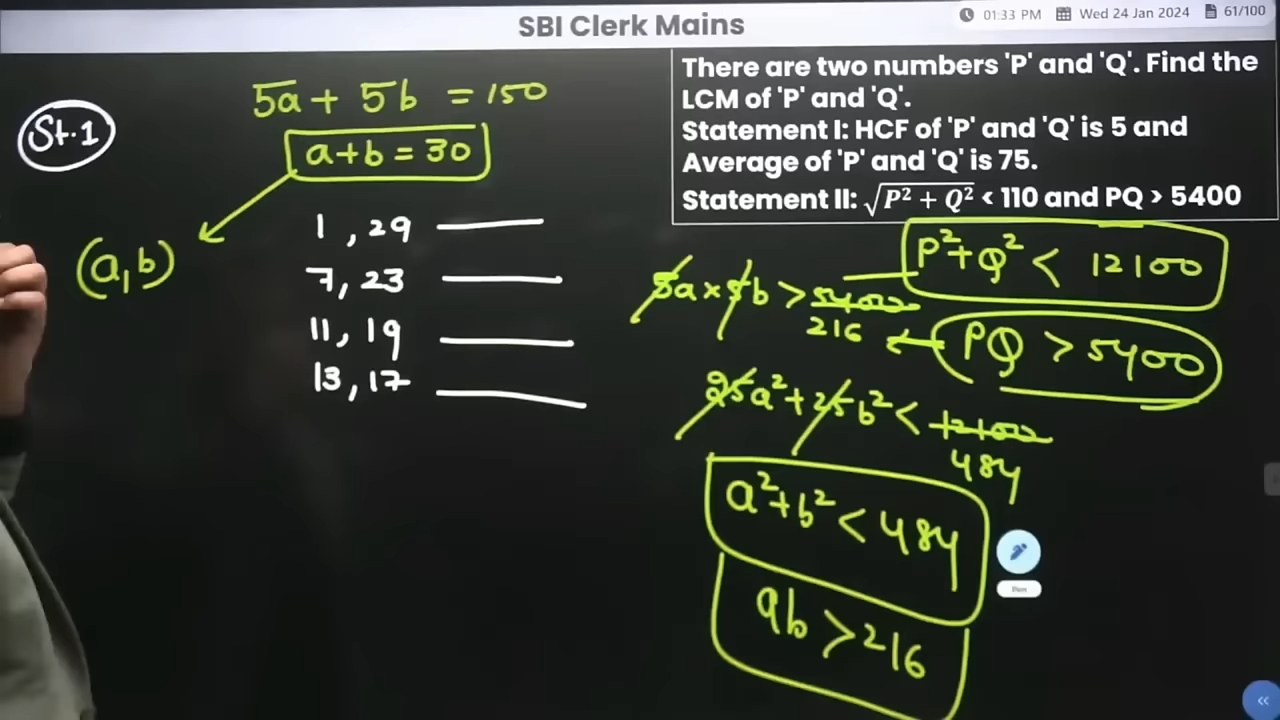 SBI Clerk Mains
01:33 PM Wed 24 Jan 2024 61/100
There are two numbers 'P' and 'Q'. Find the
LCM of 'P' and 'Q'.
Statement I: HCF of 'P' and 'Q' is 5 and
Average of 'P' and 'Q' is 75.
Statement II: √P² + Q² < 110 and PQ > 5400
St.1
5a + 5b = 150
a+b = 30
(a,b)
1, 29
7, 23
11, 19
13, 17
P²+Q² < 12100
5a × 5b > 5400
216
PQ > 5400
25a² + 25b² < 12100
484
a²+b² < 484
ab > 216
Pen